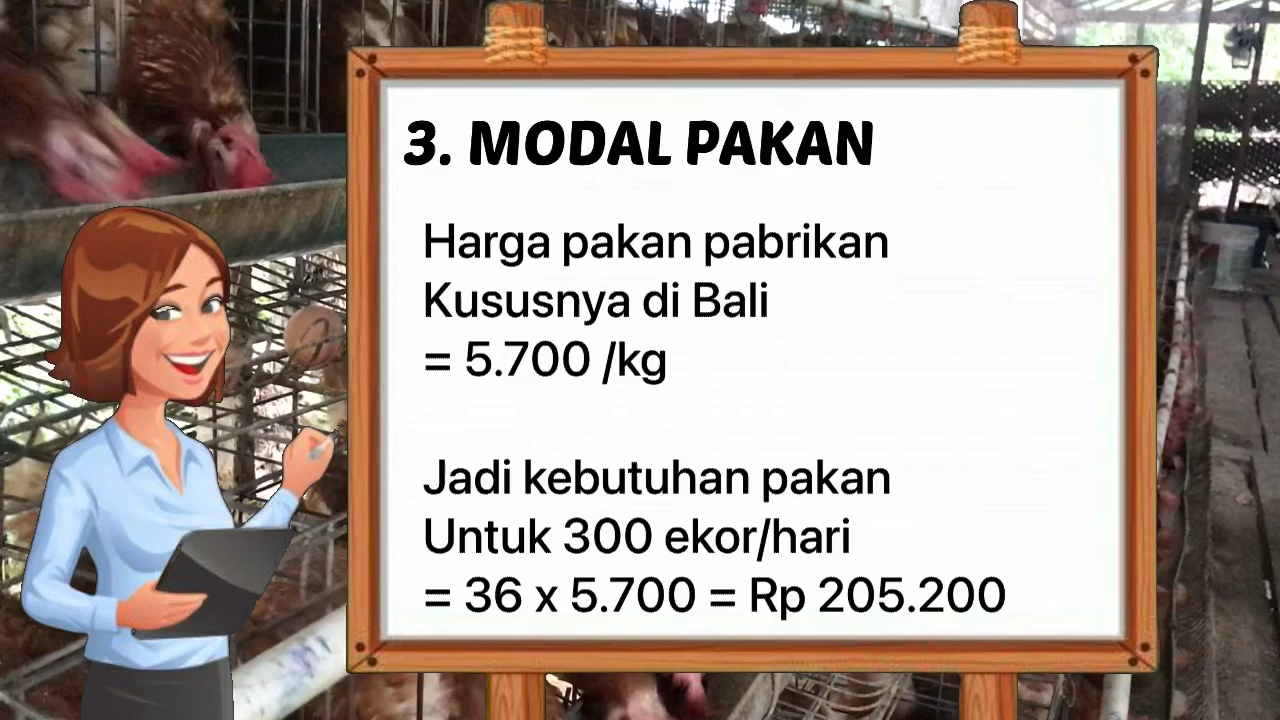 3. MODAL PAKAN
Harga pakan pabrikan
Kususnya di Bali
= 5.700 /kg
Jadi kebutuhan pakan
Untuk 300 ekor/hari
= 36 x 5.700 = Rp 205.200